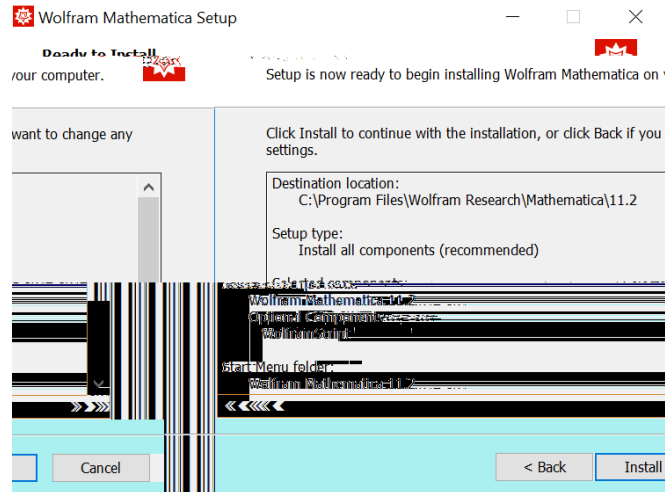 Wolfram Mathematica Setup
Ready to Install
your computer.
Setup is now ready to begin installing Wolfram Mathematica on
want to change any
Click Install to continue with the installation, or click Back if you
settings.
Destination location:
C:\Program Files\Wolfram Research\Mathematica\11.2
Setup type:
Install all components (recommended)
Selected components:
Wolfram Mathematica 11.2
Optional Components
WolframScript
Start Menu folder:
Wolfram Mathematica 11.2
Cancel
< Back
Install